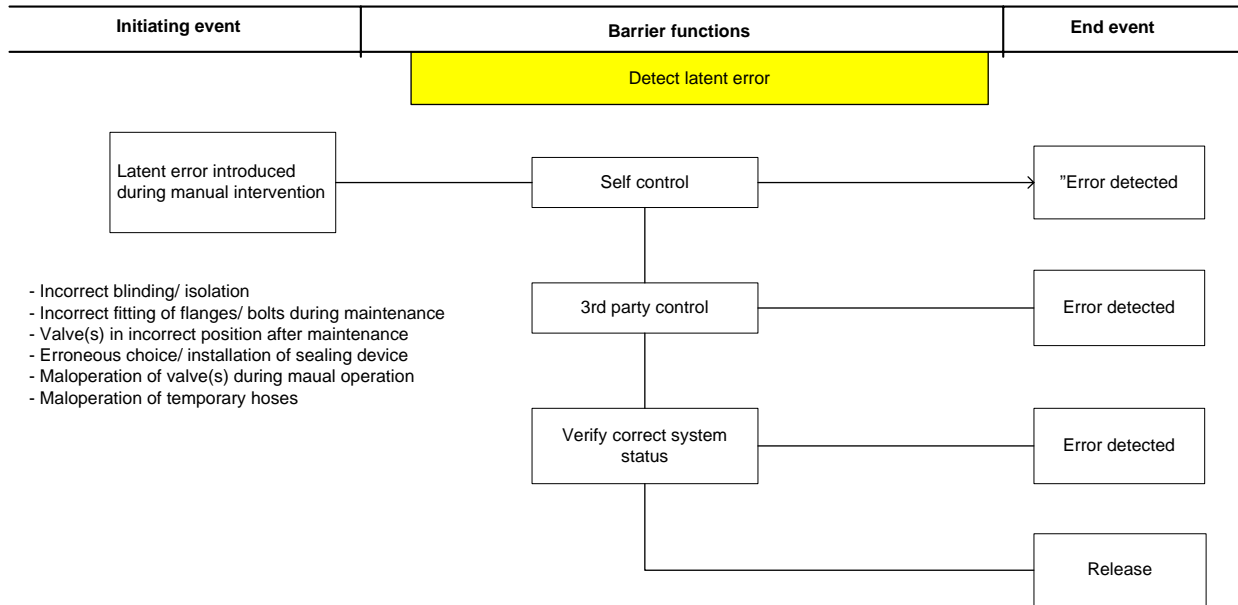 Initiating event
Barrier functions
End event
Detect latent error
Latent error introduced
during manual intervention
Self control
”Error detected
- Incorrect blinding/ isolation
- Incorrect fitting of flanges/ bolts during maintenance
- Valve(s) in incorrect position after maintenance
- Erroneous choice/ installation of sealing device
- Maloperation of valve(s) during maual operation
- Maloperation of temporary hoses
3rd party control
Error detected
Verify correct system
status
Error detected
Release